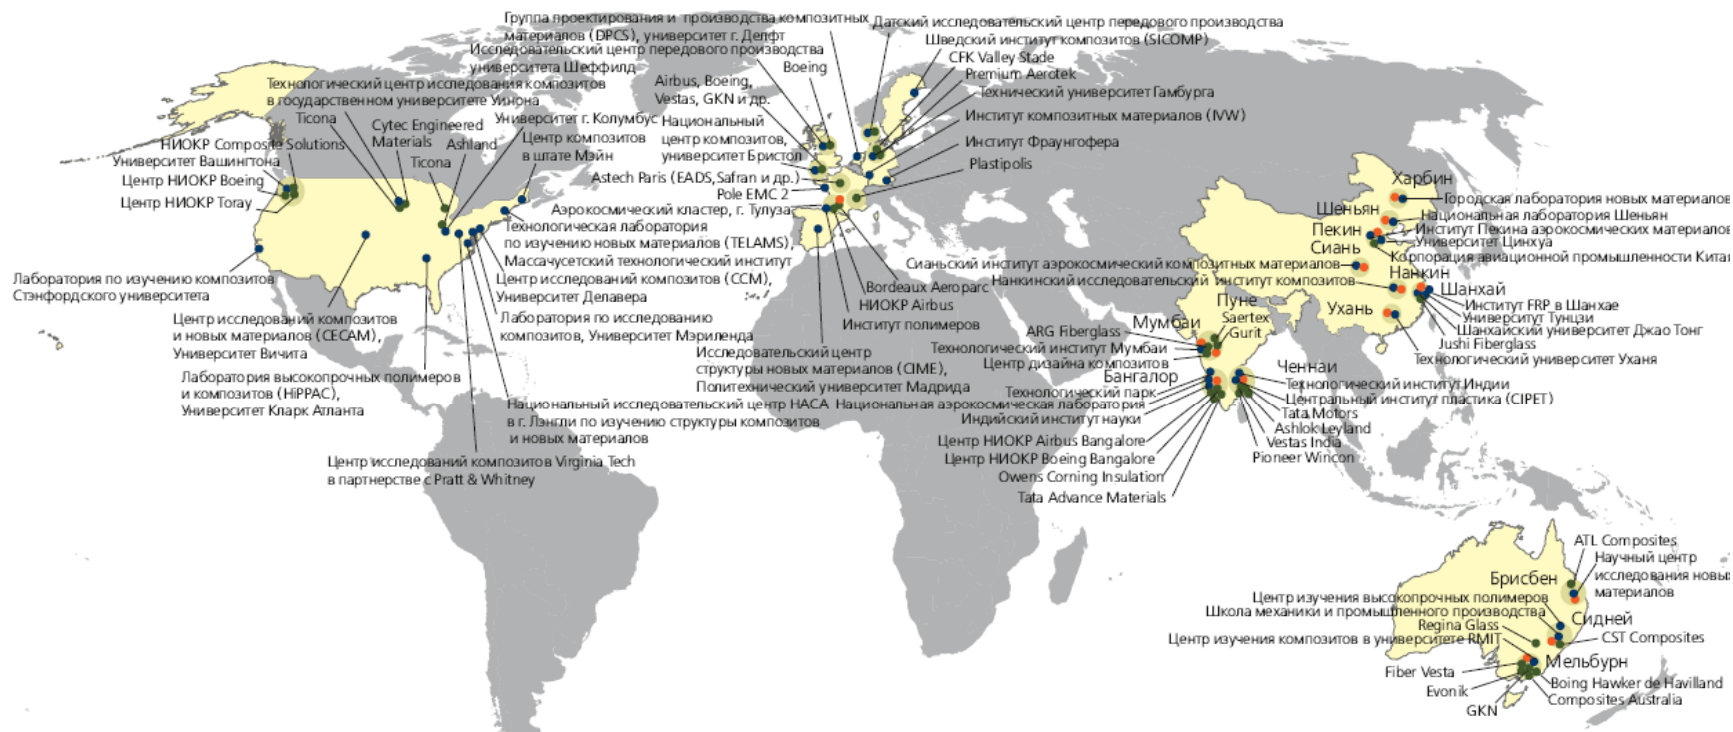 Группа проектирования и производства композитных
материалов (DPCS), университет г. Делфт
Исследовательский центр передового производства
университета Шеффилд
Boeing
Airbus, Boeing,
Vestas, GKN и др.
Национальный
центр композитов,
университет Бристол
Astech Paris (EADS,Safran и др.)
Pole EMC 2
Аэрокосмический кластер, г. Тулуза
Датский исследовательский центр передового производства
Шведский институт композитов (SICOMP)
CFK Valley Stade
Premium Aerotek
Технический университет Гамбурга
Институт композитных материалов (IVW)
Институт Фраунгофера
Plastipolis
Технологический центр исследования композитов
в государственном университете Уинона
Ticona
Cytec Engineered
Materials
Университет г. Колумбус
Ashland
Ticona
Центр композитов
в штате Мэйн
НИОКР Composite Solutions
Университет Вашингтона
Центр НИОКР Boeing
Центр НИОКР Toray
Лаборатория по изучению композитов
Стэнфордского университета
Центр исследований композитов
и новых материалов (CECAM),
Университет Вичита
Лаборатория высокопрочных полимеров
и композитов (HiPPAC),
Университет Кларк Атланта
Технологическая лаборатория
по изучению новых материалов (TELAMS),
Массачусетский технологический институт
Центр исследований композитов (CCM),
Университет Делавера
Лаборатория по исследованию
композитов, Университет Мэриленда
Национальный исследовательский центр НАСА
в г. Лэнгли по изучению структуры композитов
и новых материалов
Центр исследований композитов Virginia Tech
в партнерстве с Pratt & Whitney
Bordeaux Aeroparc
НИОКР Airbus
Институт полимеров
Исследовательский центр
структуры новых материалов (CIME),
Политехнический университет Мадрида
Харбин
Городская лаборатория новых материалов
Шеньян
Национальная лаборатория Шеньян
Пекин
Институт Пекина аэрокосмических материалов
Университет Цинхуа
Корпорация авиационной промышленности Китая
Сиань
Сианьский институт аэрокосмический композитных материалов
Нанкин
Нанкинский исследовательский институт композитов
Шанхай
Институт FRP в Шанхае
Университет Тунцзи
Шанхайский университет Джао Тонг
Jushi Fiberglass
Ухань
Технологический университет Уханя
Пуне
Saertex
Gurit
Мумбаи
ARG Fiberglass
Технологический институт Мумбаи
Центр дизайна композитов
Бангалор
Технологический парк
Национальная аэрокосмическая лаборатория
Индийский институт науки
Центр НИОКР Airbus Bangalore
Центр НИОКР Boeing Bangalore
Owens Corning Insulation
Tata Advance Materials
Ченнаи
Технологический институт Индии
Центральный институт пластика (CIPET)
Tata Motors
Ashlok Leyland
Vestas India
Pioneer Wincon
ATL Composites
Брисбен
Научный центр
исследования новых
материалов
Центр изучения высокопрочных полимеров
Школа механики и промышленного производства
Сидней
Regina Glass
CST Composites
Центр изучения композитов в университете RMIT
Мельбурн
Fiber Vesta
Evonik
GKN
Boing Hawker de Havilland
Composites Australia